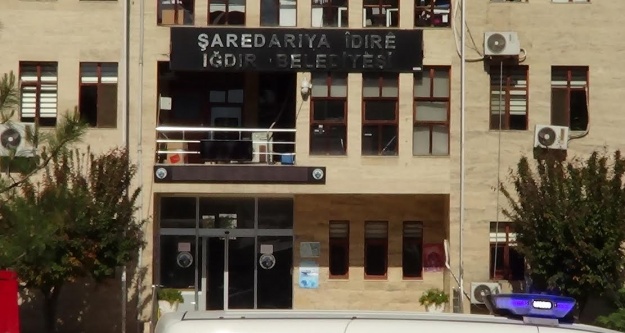 ŞAREDARIYA ÎDIRÊ
IĞDIR BELEDİYESİ